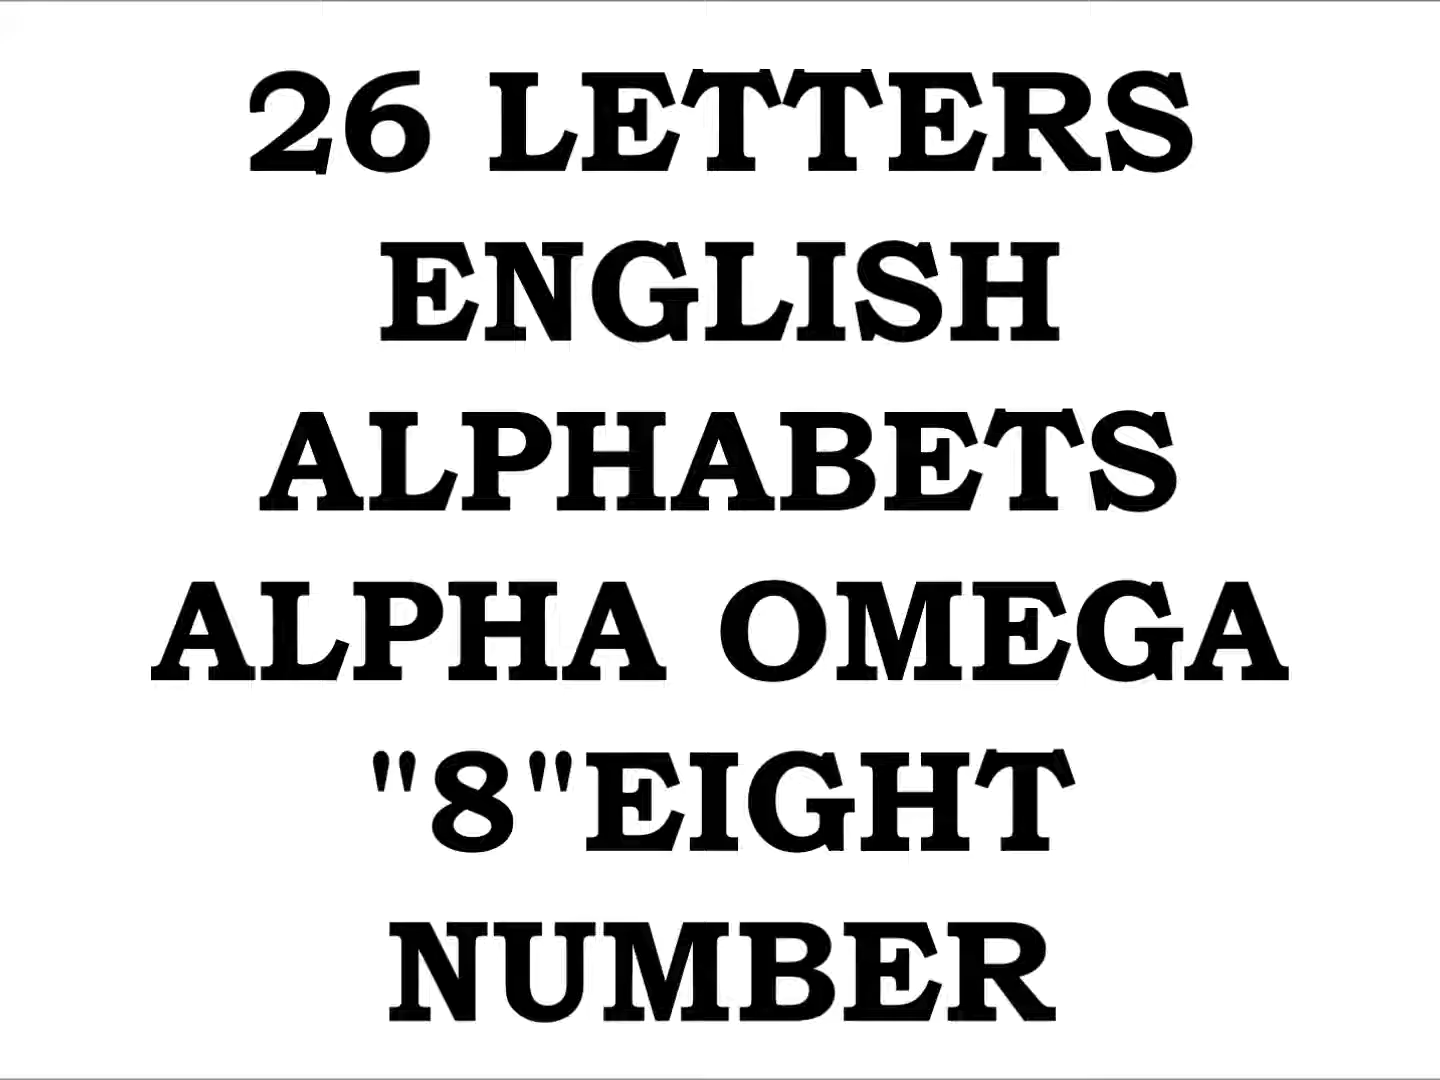 26 LETTERS
ENGLISH
ALPHABETS
ALPHA OMEGA
"8"EIGHT
NUMBER